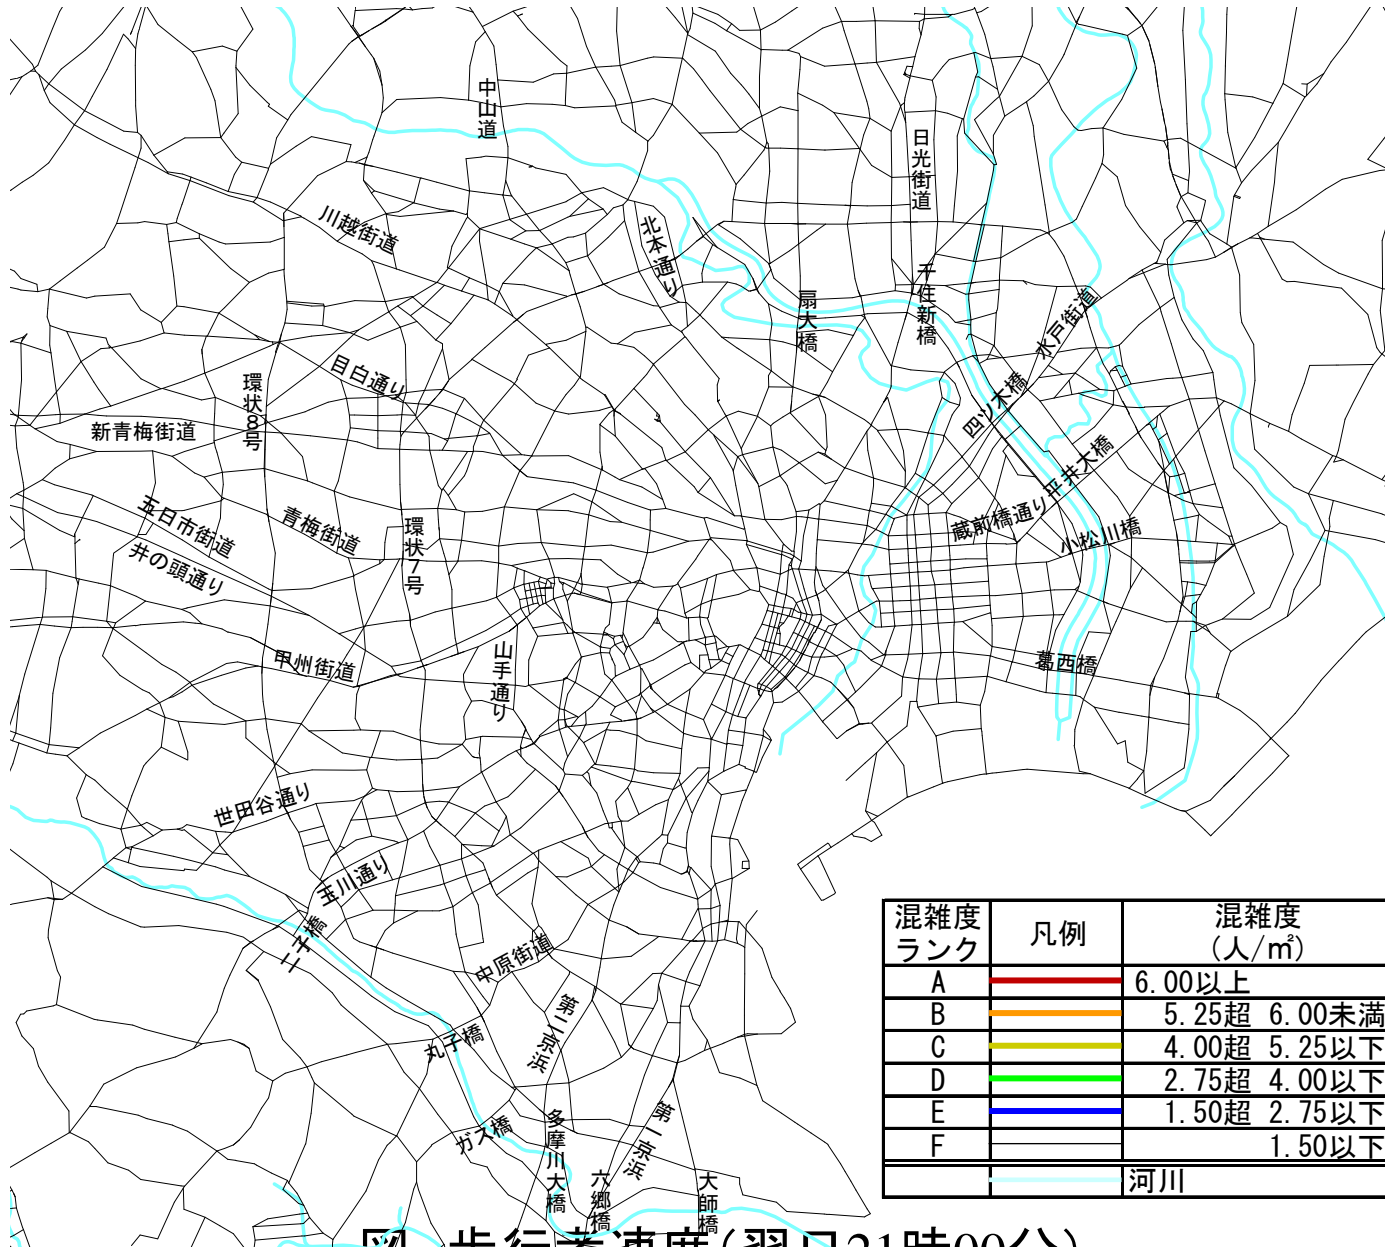 中山道
日光街道
川越街道
北本通り
千住新橋
扇大橋
水戸街道
目白通り
環状8号
四ツ木橋
新青梅街道
平井大橋
五日市街道
青梅街道
環状7号
蔵前橋通り
小松川橋
井の頭通り
甲州街道
山手通り
葛西橋
世田谷通り
玉川通り
二子橋
中原街道
第二京浜
丸子橋
ガス橋
多摩川大橋
第一京浜
六郷橋
大師橋
混雑度ランク 凡例 混雑度(人/㎡)
A 6.00以上
B 5.25超 6.00未満
C 4.00超 5.25以下
D 2.75超 4.00以下
E 1.50超 2.75以下
F 1.50以下
河川
(翌日21時00分)